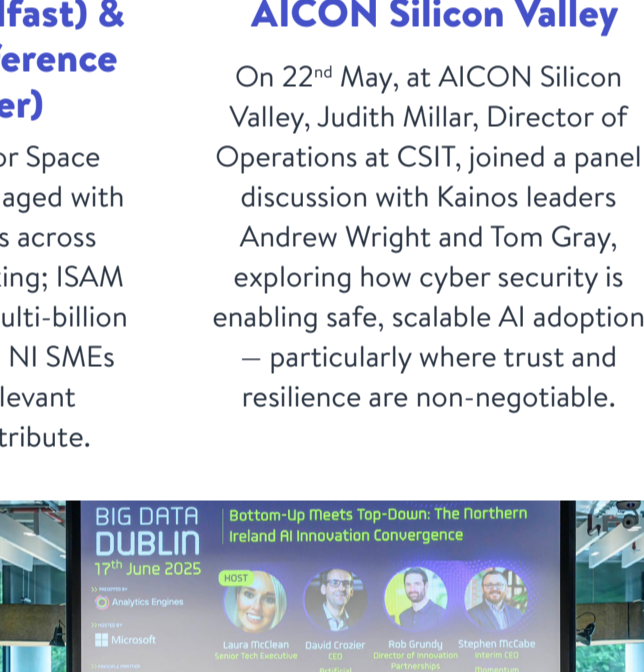 lfast) &
erence
er)
or Space
aged with
s across
ing; ISAM
ulti-billion
NI SMEs
levant
tribute.
AICON Silicon Valley
On 22nd May, at AICON Silicon
Valley, Judith Millar, Director of
Operations at CSIT, joined a panel
discussion with Kainos leaders
Andrew Wright and Tom Gray,
exploring how cyber security is
enabling safe, scalable AI adoption
— particularly where trust and
resilience are non-negotiable.
BIG DATA
DUBLIN
17th June 2025
Analytics Engines
Microsoft
Bottom-Up Meets Top-Down: The Northern
Ireland AI Innovation Convergence
HOST
Laura McClean
Senior Tech Executive
David Crozier
CEO
Artificial
Rob Grundy
Director of Innovation
Partnerships
Stephen McCabe
Interim CEO
Momentum